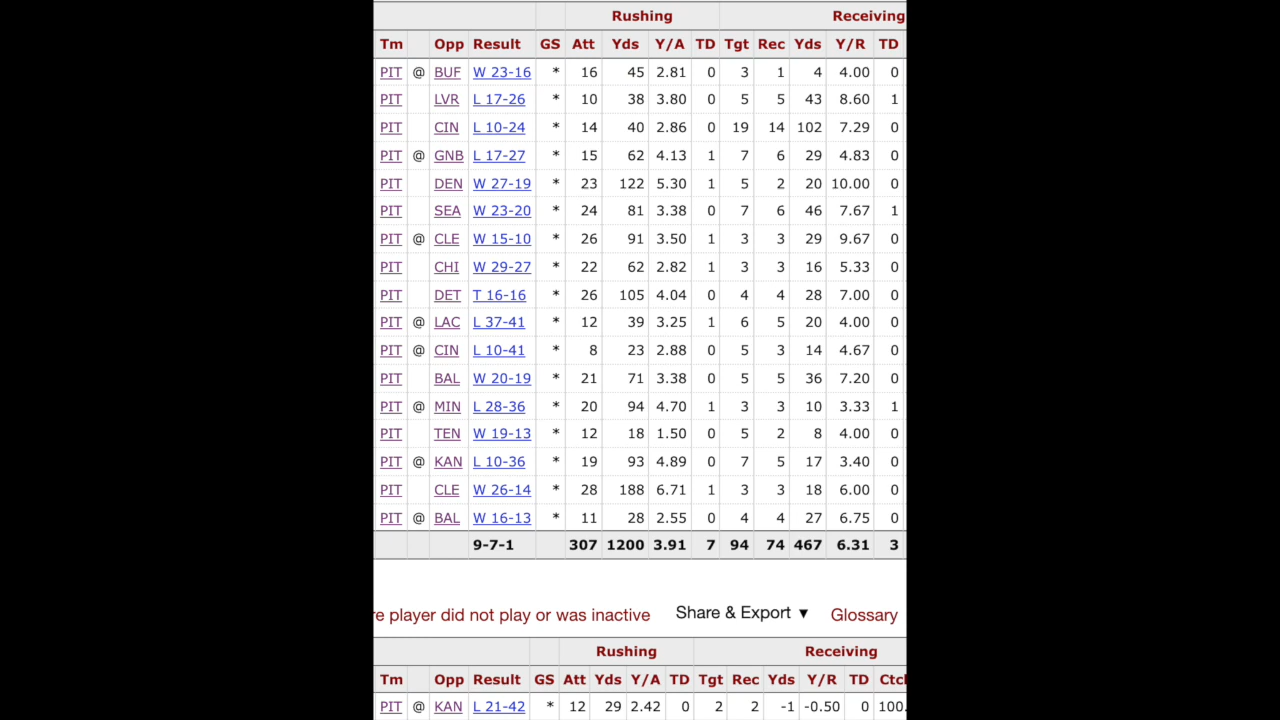 Rushing Receiving
Tm Opp Result GS Att Yds Y/A TD Tgt Rec Yds Y/R TD
PIT @ BUF W 23-16 * 16 45 2.81 0 3 1 4 4.00 0
PIT LVR L 17-26 * 10 38 3.80 0 5 5 43 8.60 1
PIT CIN L 10-24 * 14 40 2.86 0 19 14 102 7.29 0
PIT @ GNB L 17-27 * 15 62 4.13 1 7 6 29 4.83 0
PIT DEN W 27-19 * 23 122 5.30 1 5 2 20 10.00 0
PIT SEA W 23-20 * 24 81 3.38 0 7 6 46 7.67 1
PIT @ CLE W 15-10 * 26 91 3.50 1 3 3 29 9.67 0
PIT CHI W 29-27 * 22 62 2.82 1 3 3 16 5.33 0
PIT DET T 16-16 * 26 105 4.04 0 4 4 28 7.00 0
PIT @ LAC L 37-41 * 12 39 3.25 1 6 5 20 4.00 0
PIT @ CIN L 10-41 * 8 23 2.88 0 5 3 14 4.67 0
PIT BAL W 20-19 * 21 71 3.38 0 5 5 36 7.20 0
PIT @ MIN L 28-36 * 20 94 4.70 1 3 3 10 3.33 1
PIT TEN W 19-13 * 12 18 1.50 0 5 2 8 4.00 0
PIT @ KAN L 10-36 * 19 93 4.89 0 7 5 17 3.40 0
PIT CLE W 26-14 * 28 188 6.71 1 3 3 18 6.00 0
PIT @ BAL W 16-13 * 11 28 2.55 0 4 4 27 6.75 0
9-7-1 307 1200 3.91 7 94 74 467 6.31 3
e player did not play or was inactive Share & Export ▼ Glossary
Rushing Receiving
Tm Opp Result GS Att Yds Y/A TD Tgt Rec Yds Y/R TD Ctc
PIT @ KAN L 21-42 * 12 29 2.42 0 2 2 -1 -0.50 0 100.